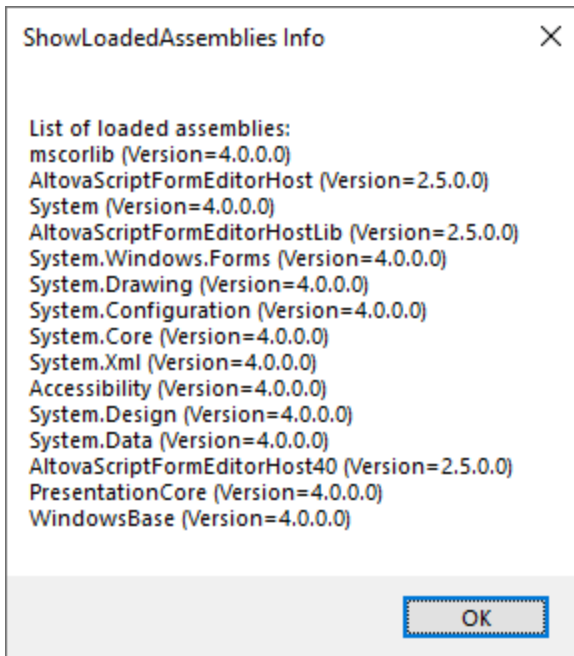 ShowLoadedAssemblies Info
List of loaded assemblies:
mscorlib (Version=4.0.0.0)
AltovaScriptFormEditorHost (Version=2.5.0.0)
System (Version=4.0.0.0)
AltovaScriptFormEditorHostLib (Version=2.5.0.0)
System.Windows.Forms (Version=4.0.0.0)
System.Drawing (Version=4.0.0.0)
System.Configuration (Version=4.0.0.0)
System.Core (Version=4.0.0.0)
System.Xml (Version=4.0.0.0)
Accessibility (Version=4.0.0.0)
System.Design (Version=4.0.0.0)
System.Data (Version=4.0.0.0)
AltovaScriptFormEditorHost40 (Version=2.5.0.0)
PresentationCore (Version=4.0.0.0)
WindowsBase (Version=4.0.0.0)
OK